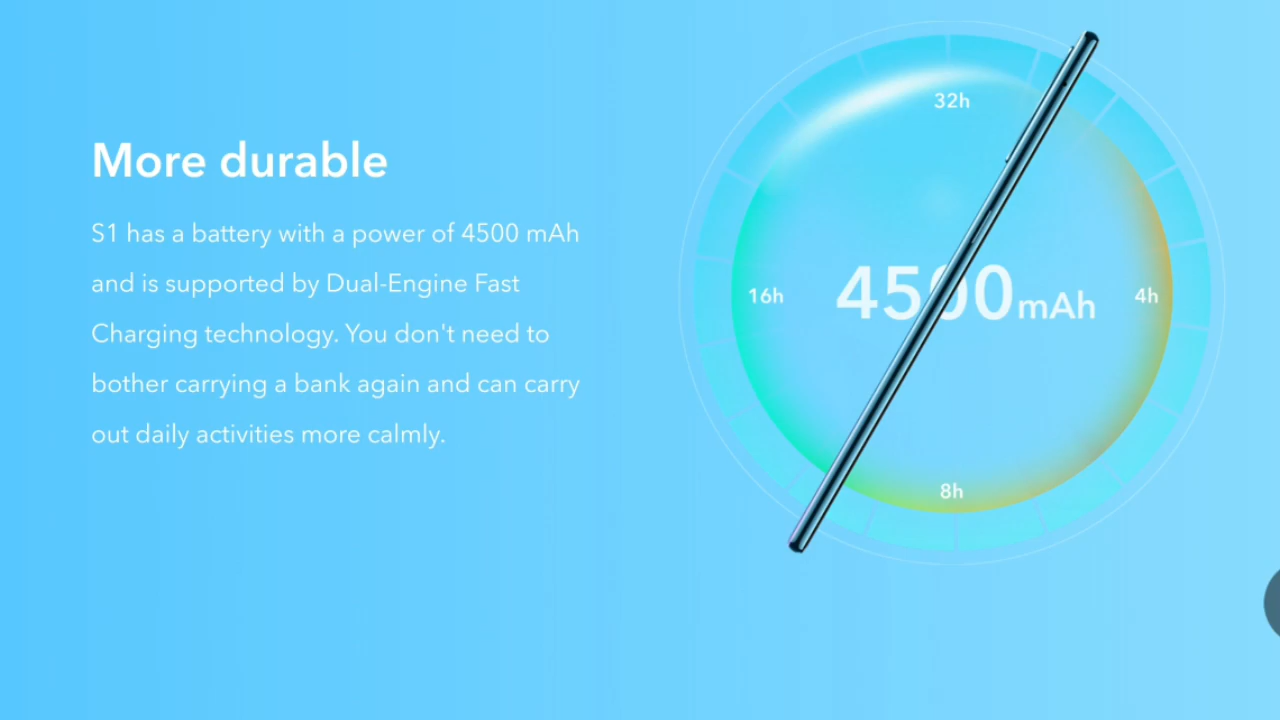 More durable
S1 has a battery with a power of 4500 mAh
and is supported by Dual-Engine Fast
Charging technology. You don't need to
bother carrying a bank again and can carry
out daily activities more calmly.
32h
16h
4500mAh
4h
8h